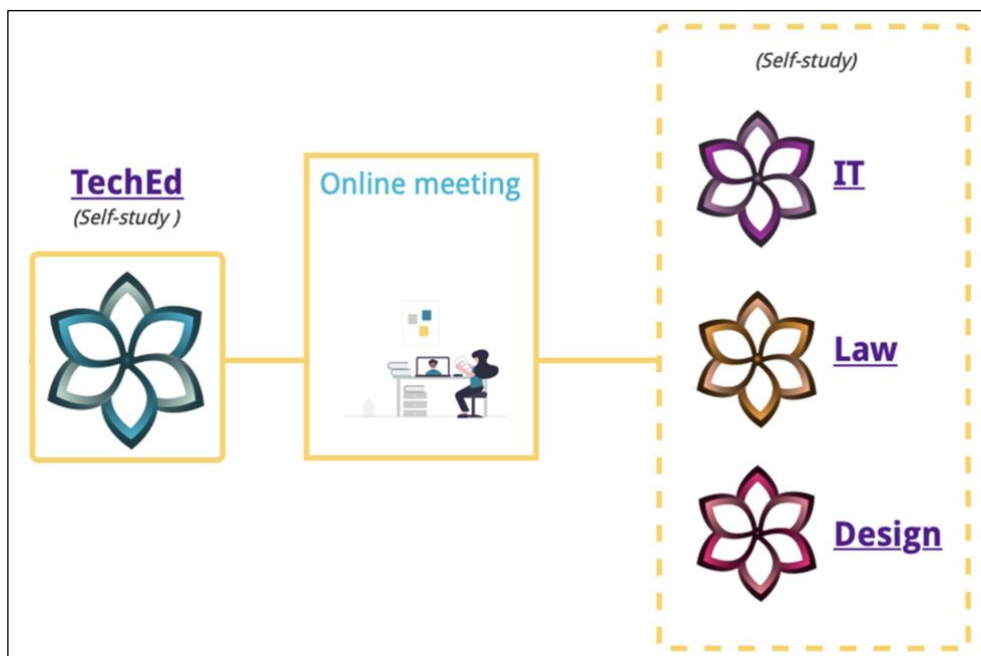 TechEd
(Self-study )
Online meeting
(Self-study)
IT
Law
Design